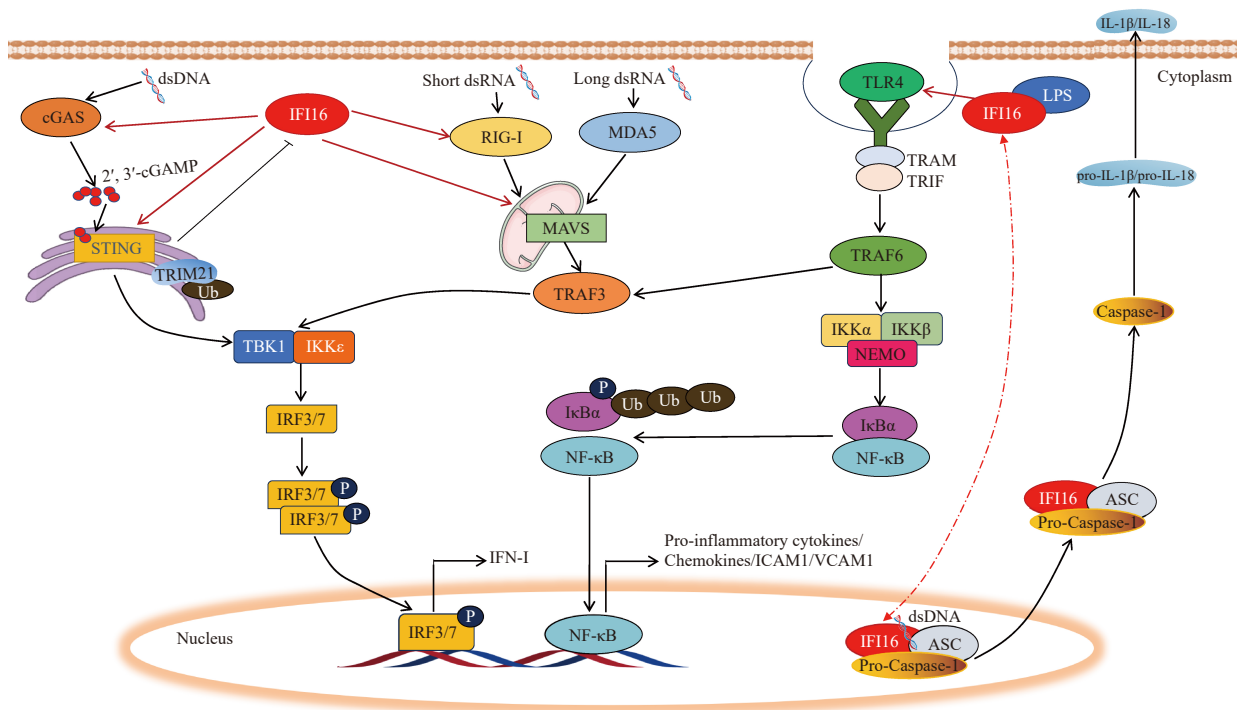 IL-1β/IL-18
dsDNA
Short dsRNA
Long dsRNA
Cytoplasm
cGAS
IFI16
RIG-I
MDA5
TLR4
IFI16
LPS
2′, 3′-cGAMP
TRAM
TRIF
pro-IL-1β/pro-IL-18
STING
MAVS
TRIM21
Ub
TRAF3
TRAF6
Caspase-1
TBK1
IKKε
IKKα
IKKβ
NEMO
IRF3/7
P
IκBα
Ub
Ub
Ub
NF-κB
IκBα
NF-κB
IRF3/7
P
IRF3/7
P
IFI16
ASC
Pro-Caspase-1
IFN-I
Pro-inflammatory cytokines/
Chemokines/ICAM1/VCAM1
Nucleus
IRF3/7
P
NF-κB
dsDNA
IFI16
ASC
Pro-Caspase-1